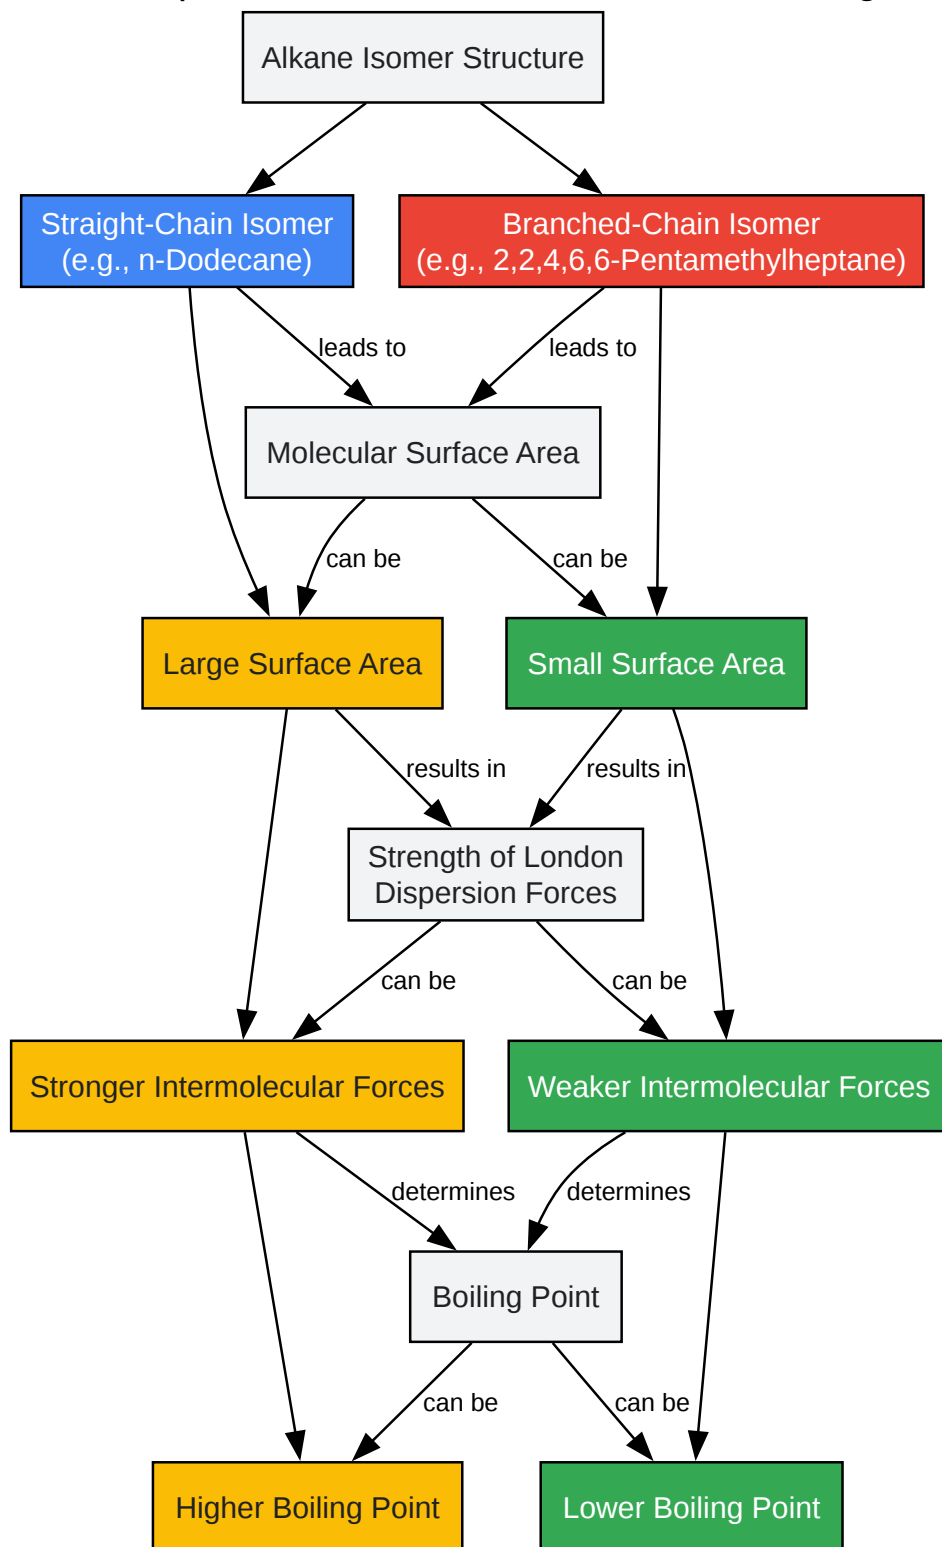 Alkane Isomer Structure
Straight-Chain Isomer
(e.g., n-Dodecane)
Branched-Chain Isomer
(e.g., 2,2,4,6,6-Pentamethylheptane)
leads to
leads to
Molecular Surface Area
can be
can be
Large Surface Area
Small Surface Area
results in
results in
Strength of London
Dispersion Forces
can be
can be
Stronger Intermolecular Forces
Weaker Intermolecular Forces
determines
determines
Boiling Point
can be
can be
Higher Boiling Point
Lower Boiling Point